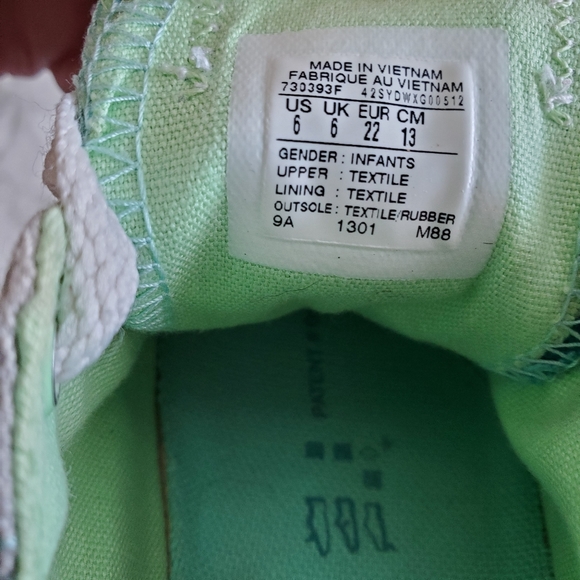 MADE IN VIETNAM
FABRIQUE AU VIETNAM
730393F 42SYDWXG00512
US UK EUR CM
6 6 22 13
GENDER : INFANTS
UPPER : TEXTILE
LINING : TEXTILE
OUTSOLE : TEXTILE/RUBBER
9A 1301 M88
PATENT